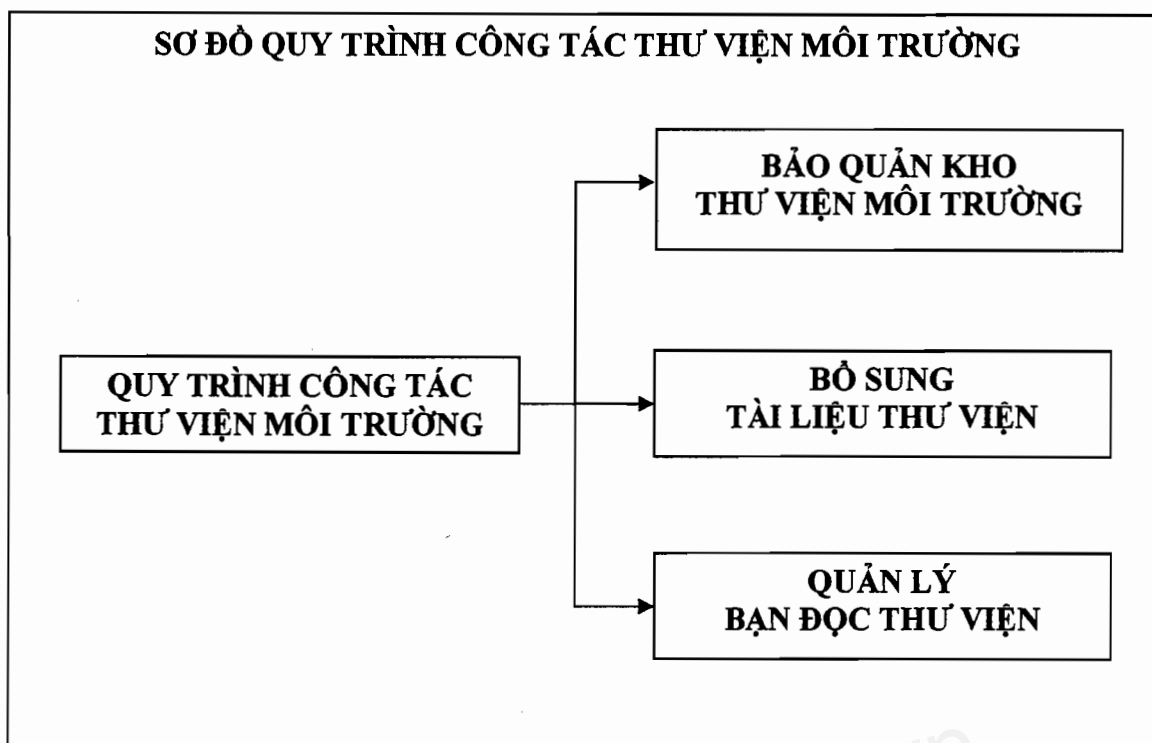 SƠ ĐỒ QUY TRÌNH CÔNG TÁC THƯ VIỆN MÔI TRƯỜNG
BẢO QUẢN KHO
THƯ VIỆN MÔI TRƯỜNG
QUY TRÌNH CÔNG TÁC
THƯ VIỆN MÔI TRƯỜNG
BỔ SUNG
TÀI LIỆU THƯ VIỆN
QUẢN LÝ
BẠN ĐỌC THƯ VIỆN